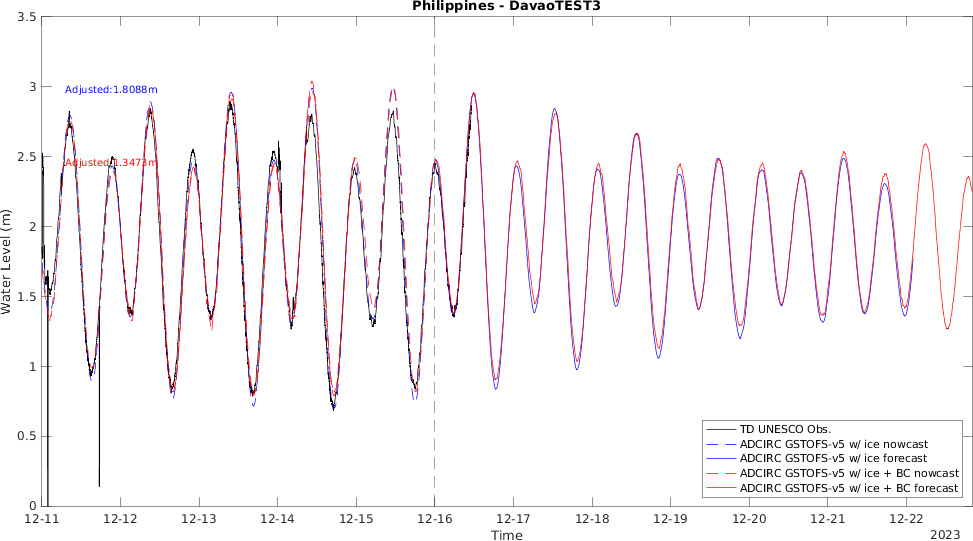 Philippines - DavaoTEST3
3.5
3
2.5
2
1.5
1
0.5
0
Water Level (m)
Adjusted:1.8088m
Adjusted:1.3473m
TD UNESCO Obs.
ADCIRC GSTOFS-v5 w/ ice nowcast
ADCIRC GSTOFS-v5 w/ ice forecast
ADCIRC GSTOFS-v5 w/ ice + BC nowcast
ADCIRC GSTOFS-v5 w/ ice + BC forecast
12-11 12-12 12-13 12-14 12-15 12-16 12-17 12-18 12-19 12-20 12-21 12-22
Time
2023